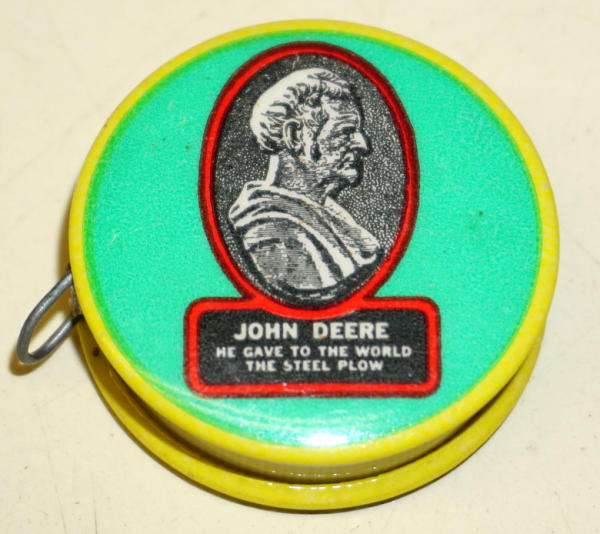 JOHN DEERE
HE GAVE TO THE WORLD
THE STEEL PLOW